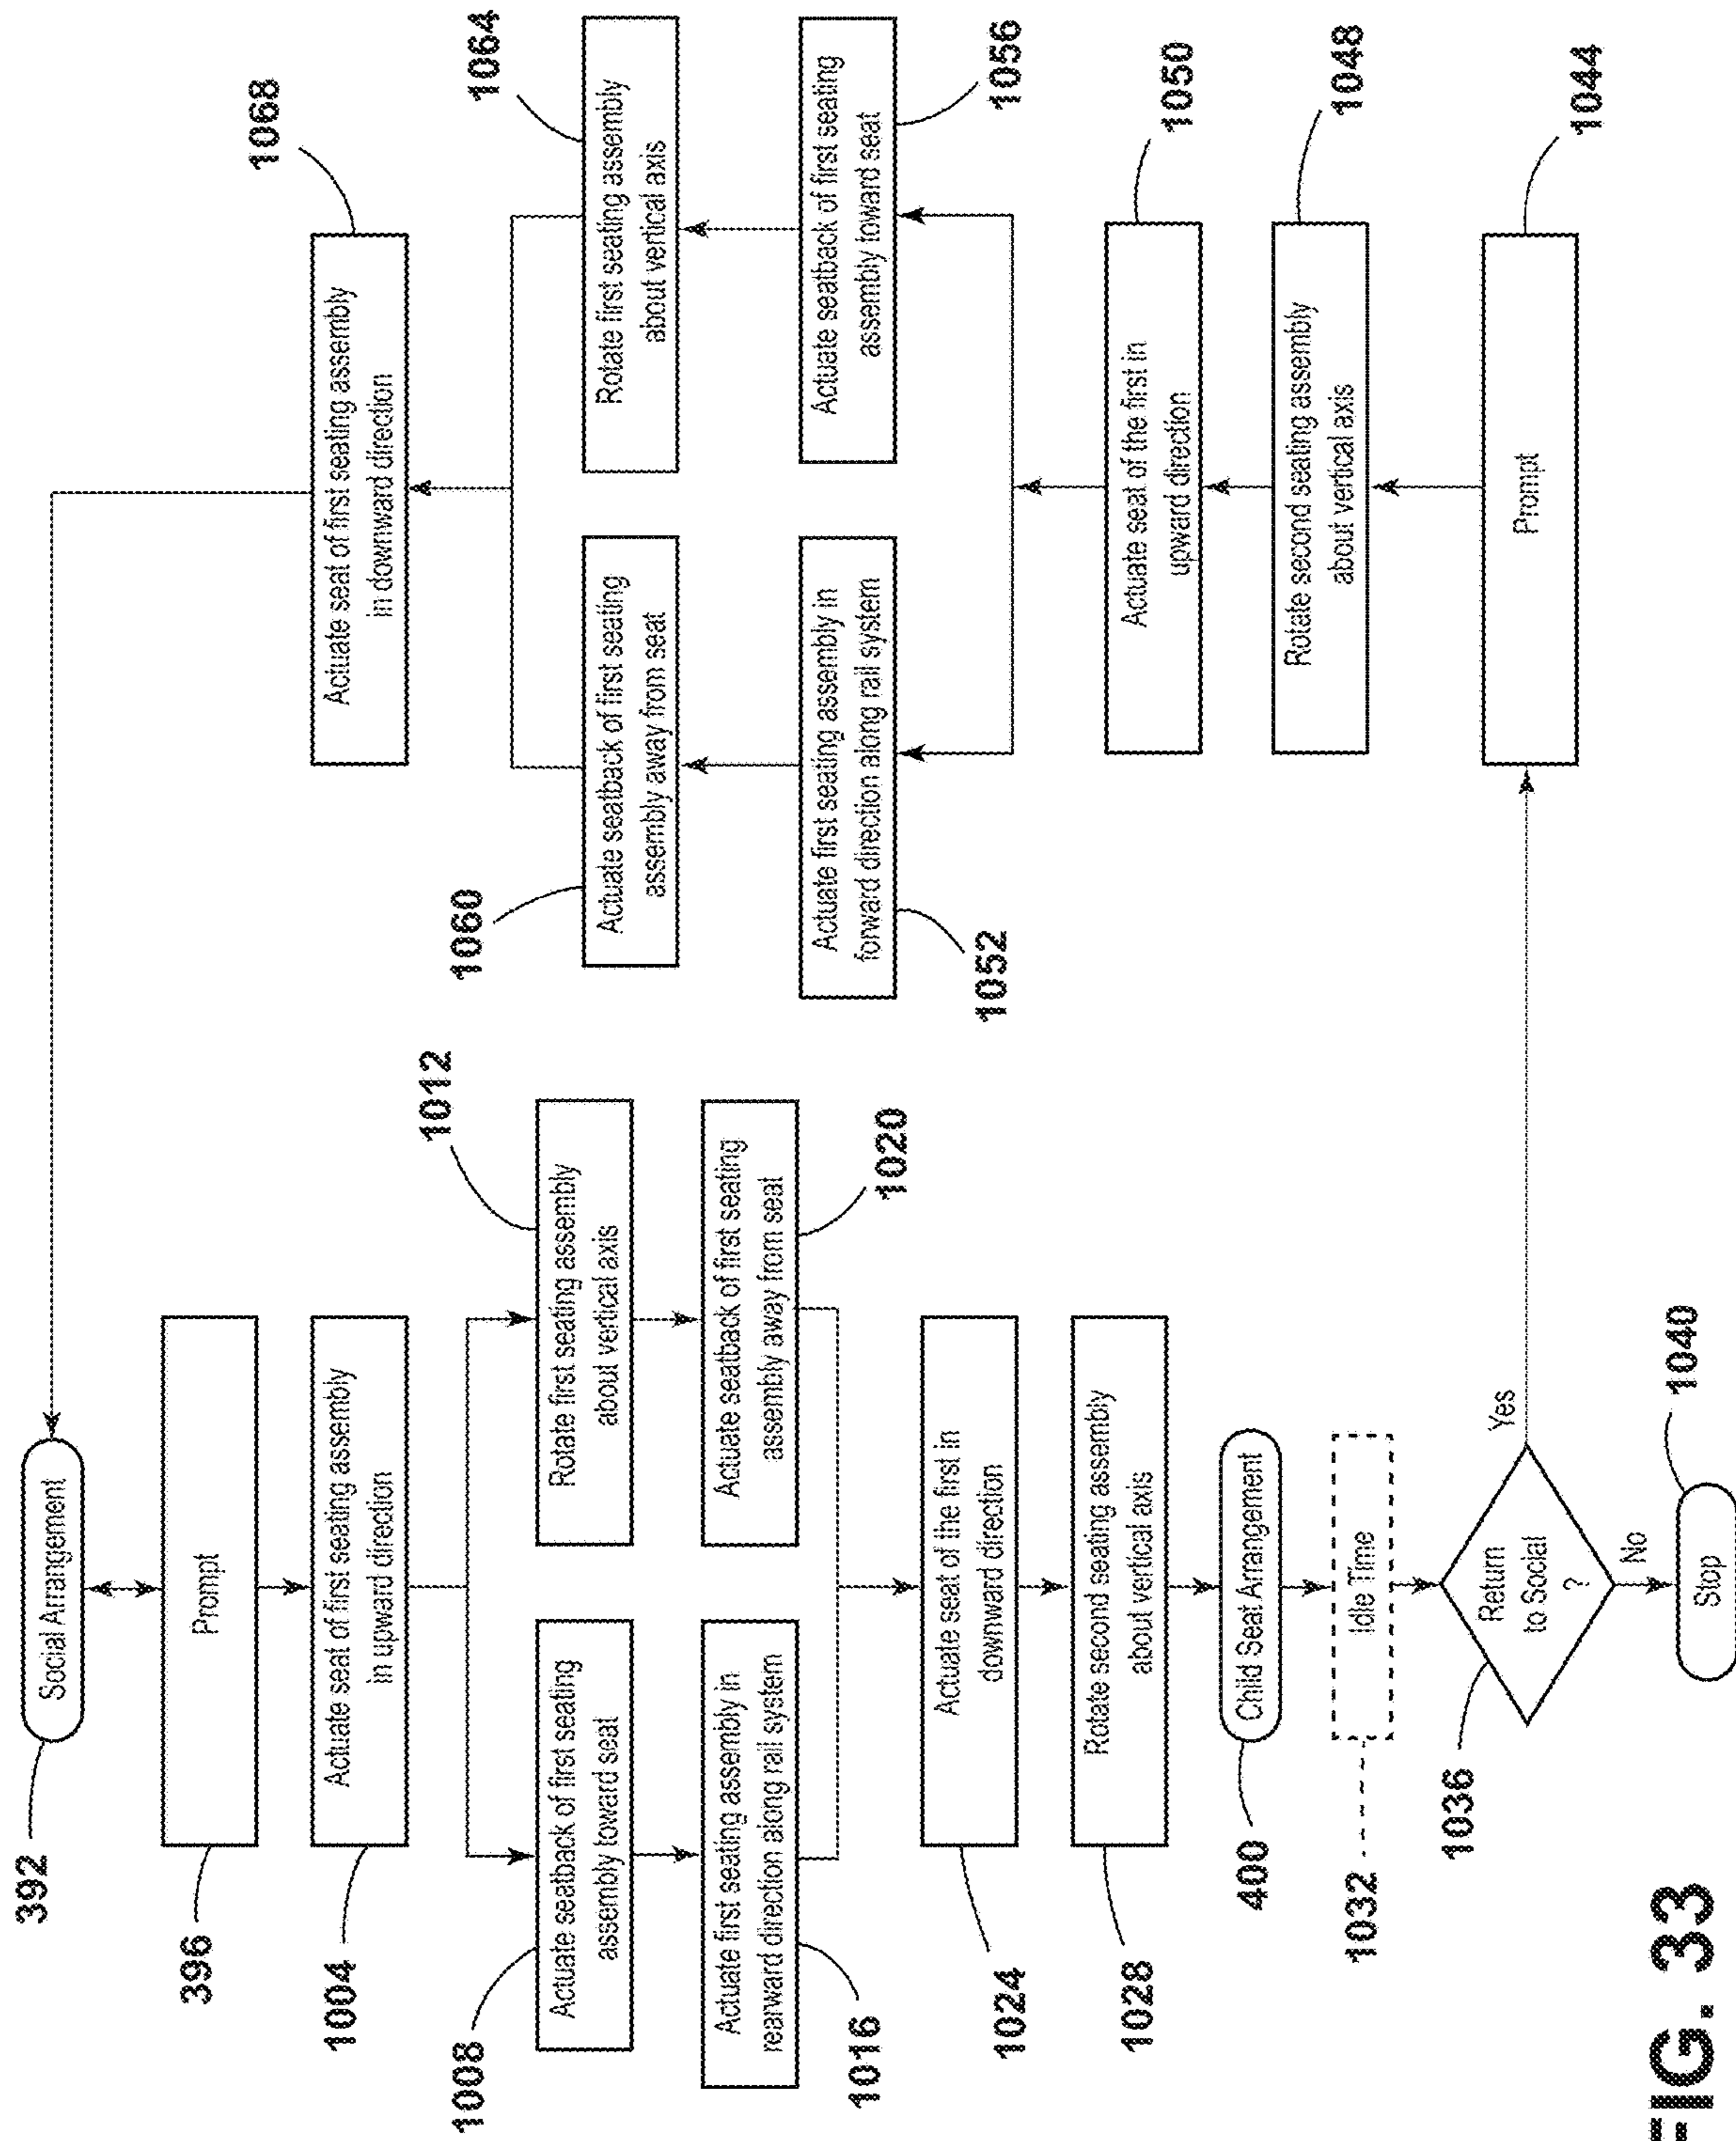 392
Social Arrangement
396
Prompt
1004
Actuate seat of first seating assembly
in upward direction
1008
Actuate seatback of first seating
assembly toward seat
1012
Rotate first seating assembly
about vertical axis
1016
Actuate first seating assembly in
rearward direction along rail system
1020
Actuate seatback of first seating
assembly away from seat
1024
Actuate seat of the first in
downward direction
1028
Rotate second seating assembly
about vertical axis
400
Child Seat Arrangement
1032
Idle Time
1036
Return
to Social
?
Yes
No
1040
Stop
1068
Actuate seat of first seating assembly
in downward direction
1060
Actuate seatback of first seating
assembly away from seat
1064
Rotate first seating assembly
about vertical axis
1052
Actuate first seating assembly in
forward direction along rail system
1056
Actuate seatback of first seating
assembly toward seat
1050
Actuate seat of the first in
upward direction
1048
Rotate second seating assembly
about vertical axis
1044
Prompt
FIG. 33